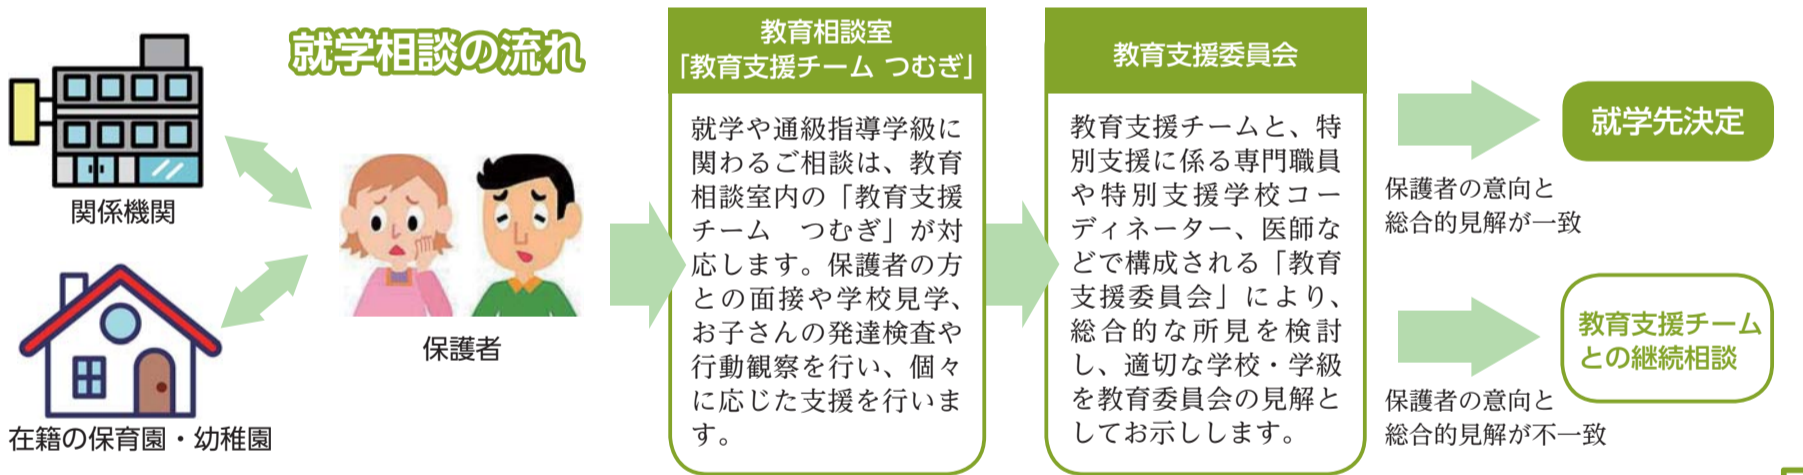 就学相談の流れ
関係機関
在籍の保育園・幼稚園
保護者
教育相談室
「教育支援チーム つむぎ」
就学や通級指導学級に
関わるご相談は、教育
相談室内の「教育支援
チーム　つむぎ」が対
応します。保護者の方
との面接や学校見学、
お子さんの発達検査や
行動観察を行い、個々
に応じた支援を行いま
す。
教育支援委員会
教育支援チームと、特
別支援に係る専門職員
や特別支援学校コー
ディネーター、医師な
どで構成される「教育
支援委員会」により、
総合的な所見を検討
し、適切な学校・学級
を教育委員会の見解と
してお示しします。
就学先決定
保護者の意向と
総合的見解が一致
教育支援チーム
との継続相談
保護者の意向と
総合的見解が不一致